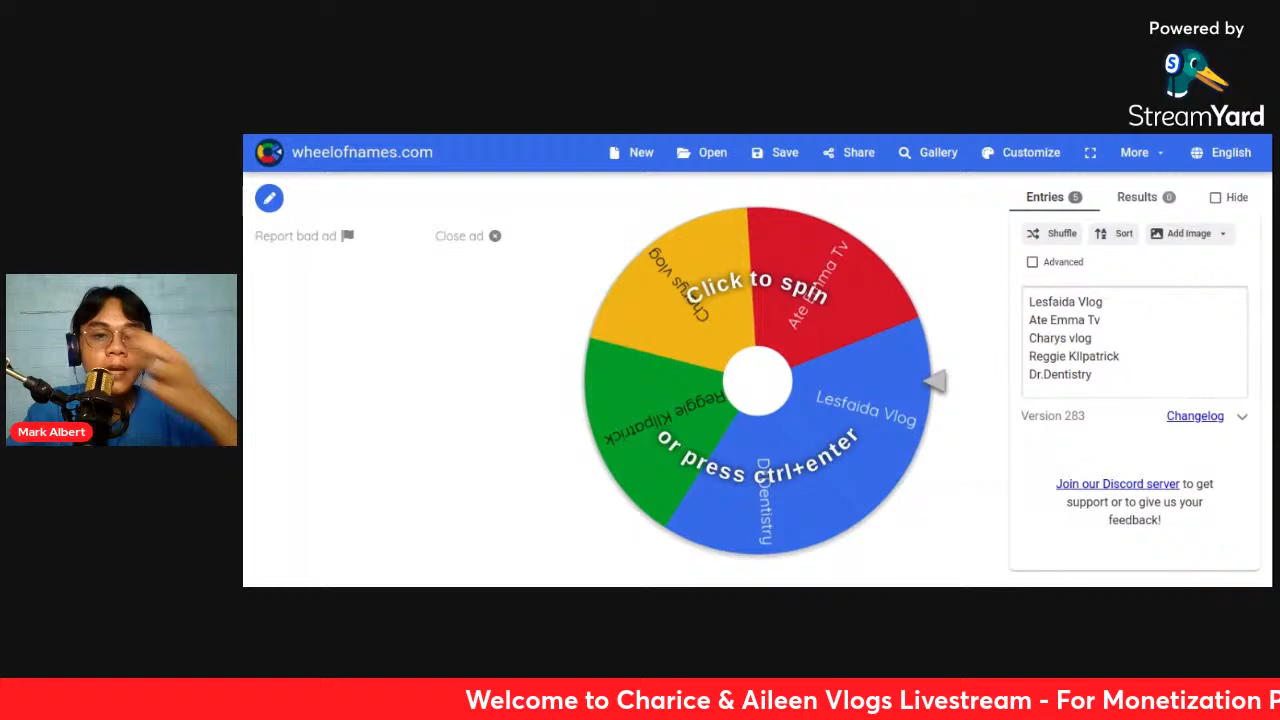 Powered by
StreamYard
wheelofnames.com
New
Open
Save
Share
Gallery
Customize
More
English
Report bad ad
Close ad
Entries 5
Results 0
Hide
Shuffle
Sort
Add Image
Advanced
Lesfaida Vlog
Ate Emma Tv
Charys vlog
Reggie KIlpatrick
Dr.Dentistry
Version 283
Changelog
Join our Discord server to get
support or to give us your
feedback!
Charys vlog
Ate Emma Tv
Click to spin
Lesfaida Vlog
Reggie KIlpatrick
or press ctrl+enter
Dr.Dentistry
Mark Albert
Welcome to Charice & Aileen Vlogs Livestream - For Monetization P